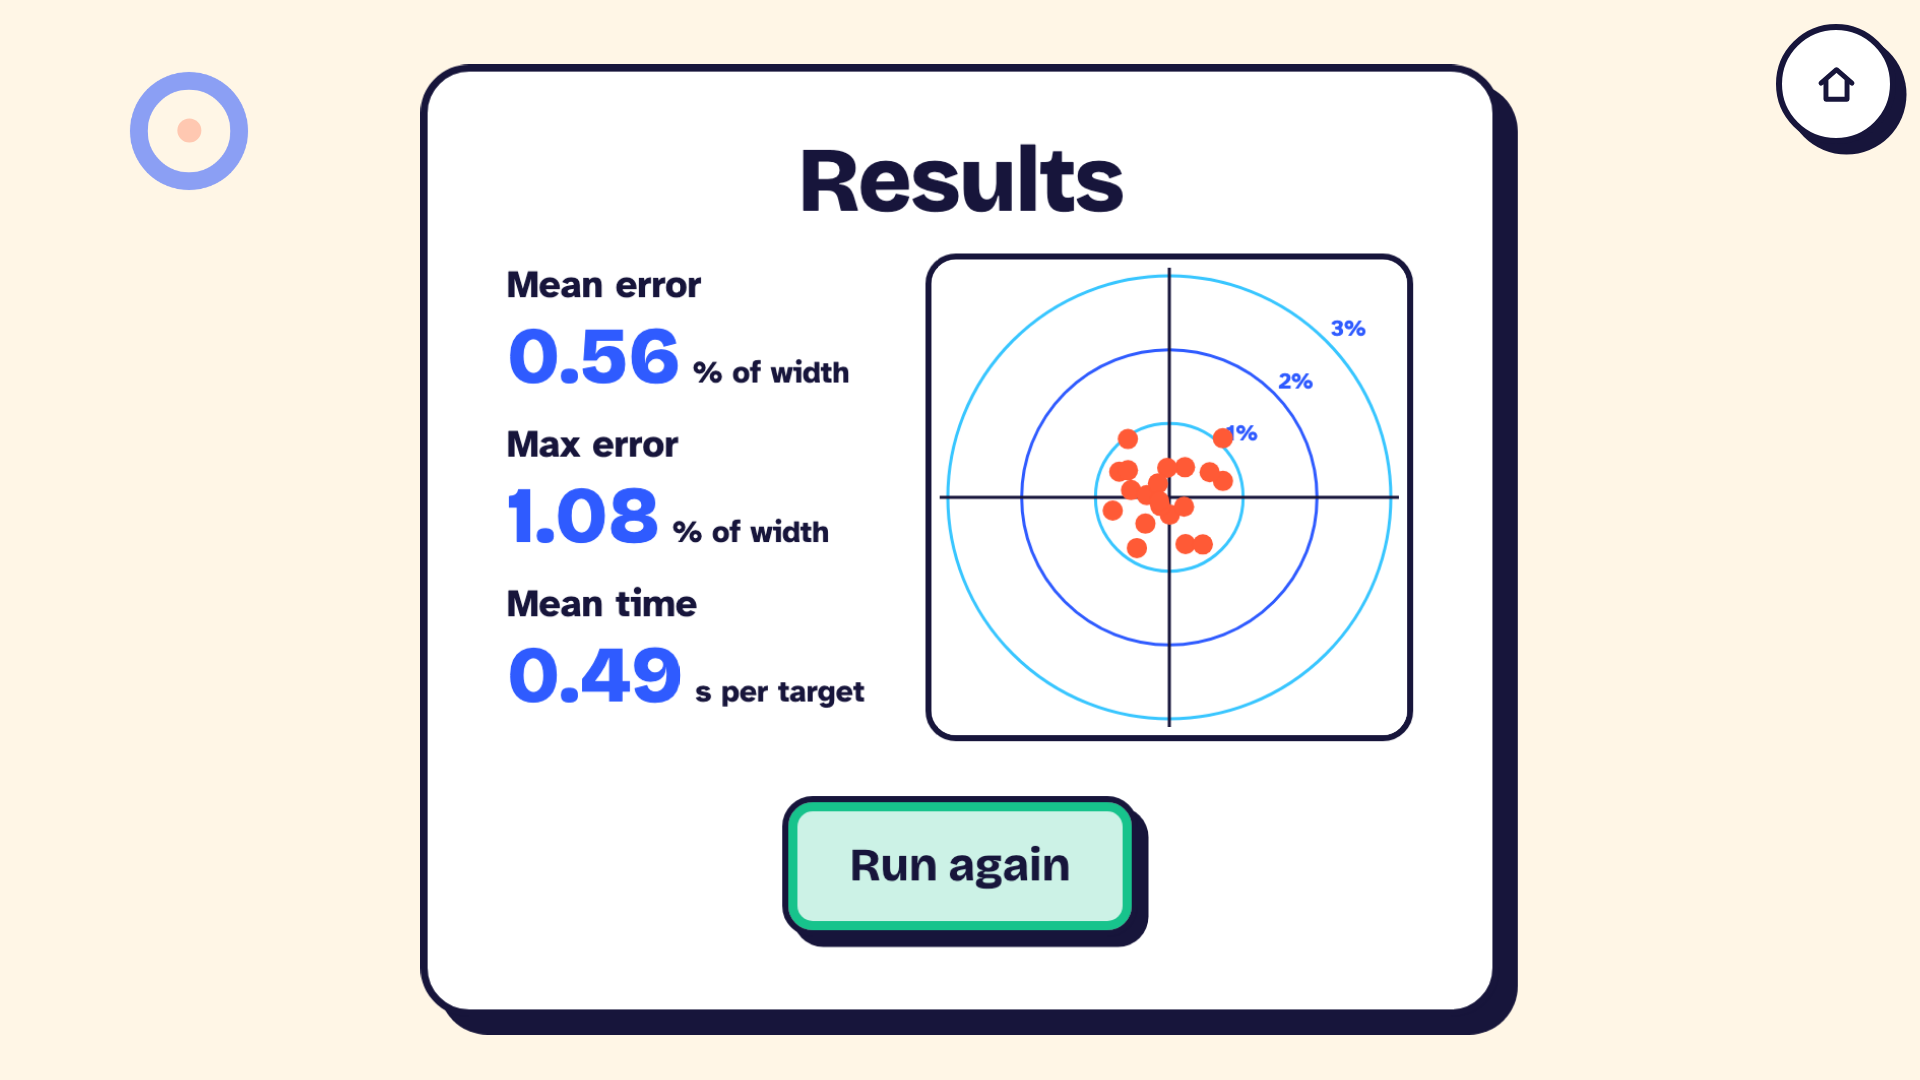 Results
Mean error
0.56 % of width
Max error
1.08 % of width
Mean time
0.49 s per target
3%
2%
1%
Run again